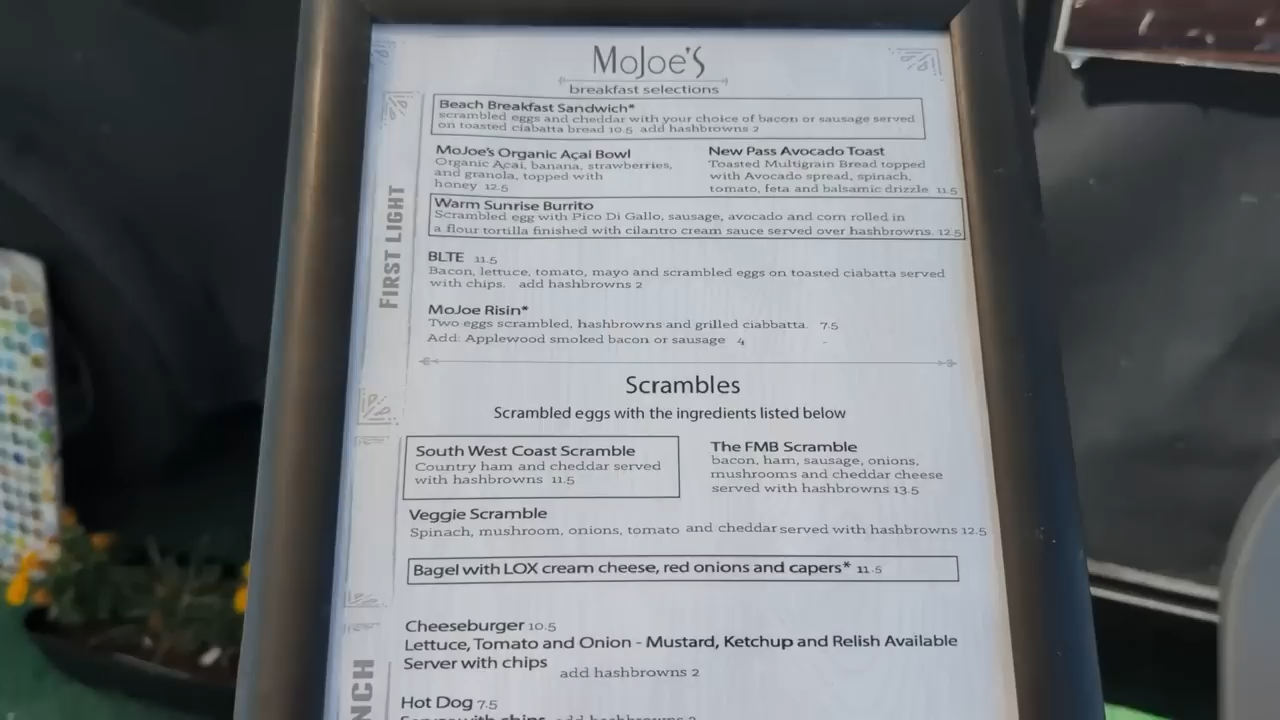 MoJoe's
breakfast selections
FIRST LIGHT
Beach Breakfast Sandwich*
scrambled eggs and cheddar with your choice of bacon or sausage served
on toasted ciabatta bread 10.5 add hashbrowns 2
MoJoe's Organic Açai Bowl
Organic Açai, banana, strawberries,
and granola, topped with
honey 12.5
New Pass Avocado Toast
Toasted Multigrain Bread topped
with Avocado spread, spinach,
tomato, feta and balsamic drizzle 11.5
Warm Sunrise Burrito
Scrambled egg with Pico Di Gallo, sausage, avocado and corn rolled in
a flour tortilla finished with cilantro cream sauce served over hashbrowns. 12.5
BLTE 11.5
Bacon, lettuce, tomato, mayo and scrambled eggs on toasted ciabatta served
with chips. add hashbrowns 2
MoJoe Risin*
Two eggs scrambled, hashbrowns and grilled ciabbatta. 7.5
Add: Applewood smoked bacon or sausage 4
Scrambles
Scrambled eggs with the ingredients listed below
South West Coast Scramble
Country ham and cheddar served
with hashbrowns 11.5
The FMB Scramble
bacon, ham, sausage, onions,
mushrooms and cheddar cheese
served with hashbrowns 13.5
Veggie Scramble
Spinach, mushroom, onions, tomato and cheddar served with hashbrowns 12.5
Bagel with LOX cream cheese, red onions and capers* 11.5
NCH
Cheeseburger 10.5
Lettuce, Tomato and Onion - Mustard, Ketchup and Relish Available
Server with chips
add hashbrowns 2
Hot Dog 7.5
Server with chips add hashbrowns 2